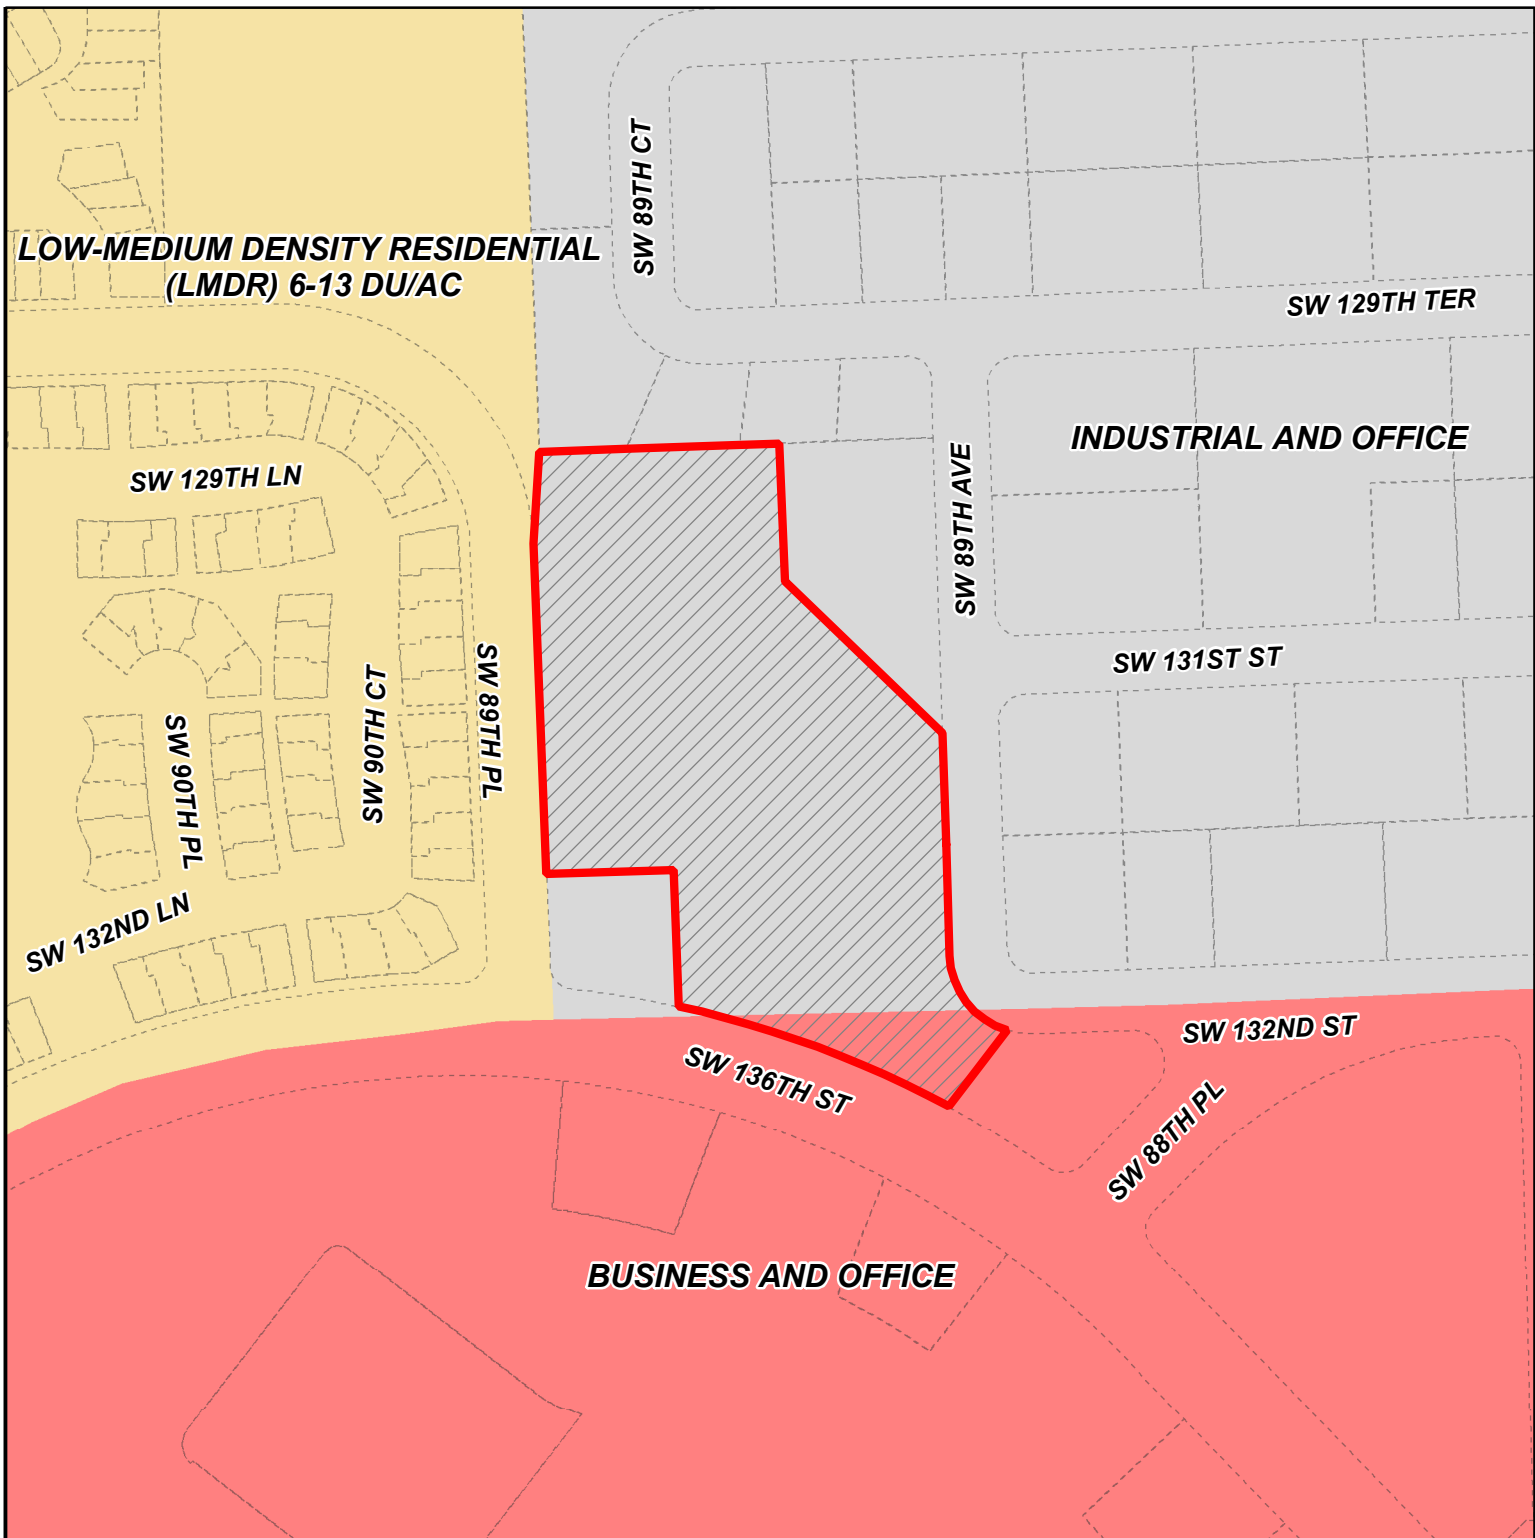 SW 89TH CT
LOW-MEDIUM DENSITY RESIDENTIAL
(LMDR) 6-13 DU/AC
SW 129TH TER
INDUSTRIAL AND OFFICE
SW 129TH LN
SW 89TH AVE
SW 131ST ST
SW 89TH PL
SW 90TH CT
SW 90TH PL
SW 132ND LN
SW 132ND ST
SW 136TH ST
SW 88TH PL
BUSINESS AND OFFICE